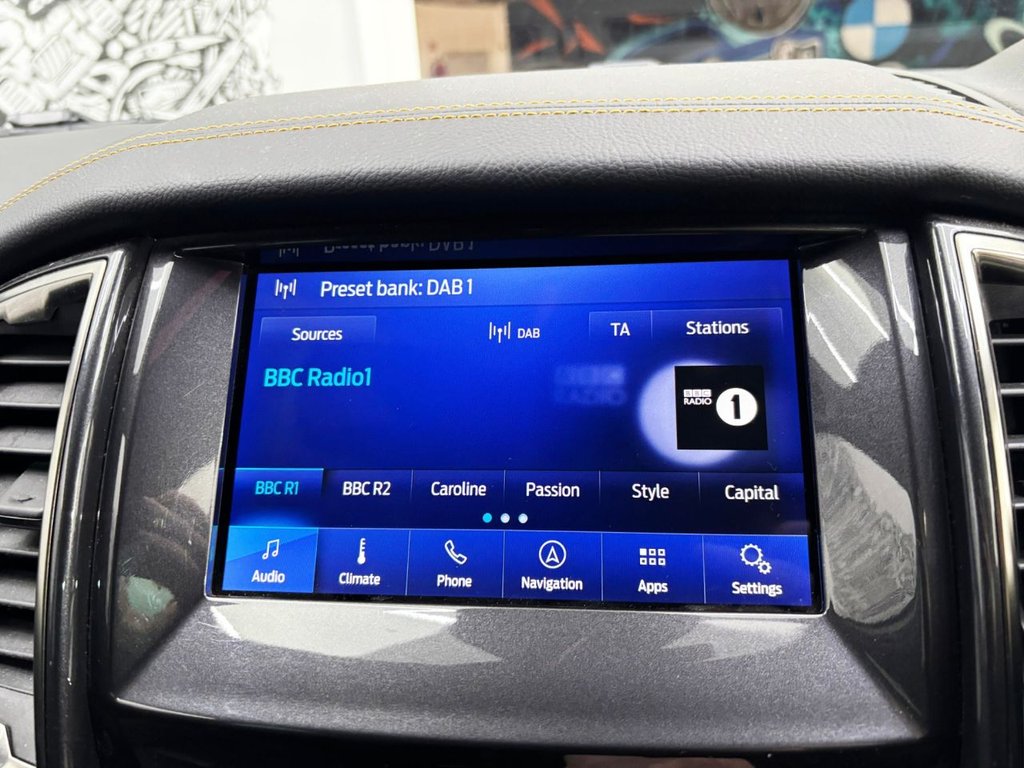 Preset bank: DAB 1
Sources
DAB
TA
Stations
BBC Radio1
BBC RADIO 1
BBC R1 BBC R2 Caroline Passion Style Capital
Audio Climate Phone Navigation Apps Settings